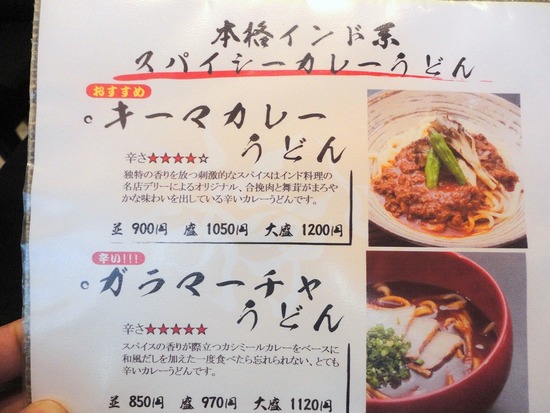 本格インド系
スパイシーカレーうどん
おすすめ
キーマカレー
うどん
辛さ★★★★☆
独特の香りを放つ刺激的なスパイスはインド料理の
名店デリーによるオリジナル、合挽肉と舞茸がまろや
かな味わいを出している辛いカレーうどんです。
並 900円 盛 1050円 大盛 1200円
辛い!!!
ガラマーチャ
うどん
辛さ★★★★★
スパイスの香りが際立つカシミールカレーをベースに
和風だしを加えた一度食べたら忘れられない、とても
辛いカレーうどんです。
並 850円 盛 970円 大盛 1120円